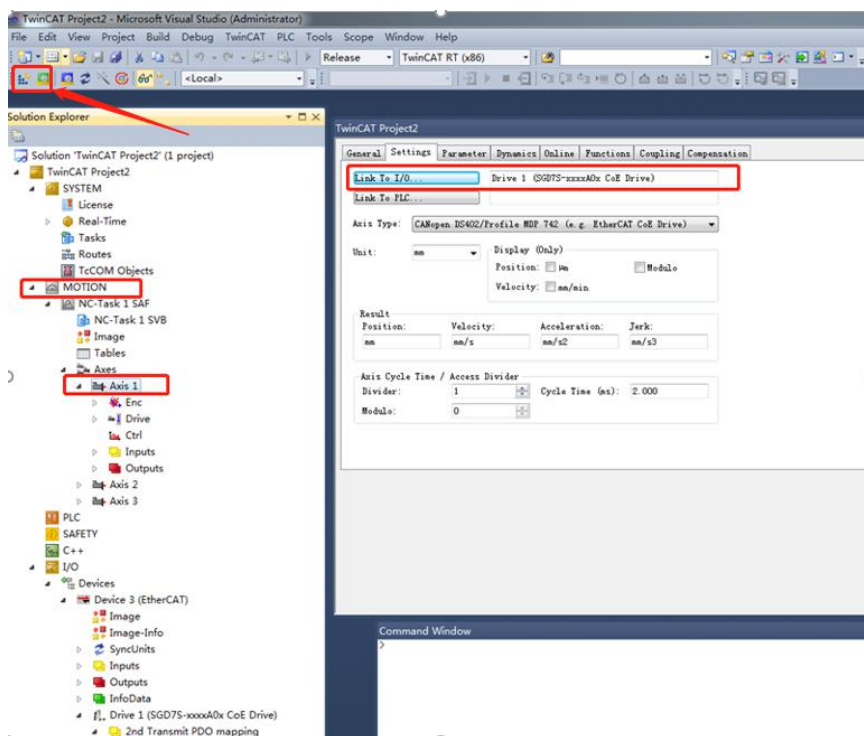 TwinCAT Project2 - Microsoft Visual Studio (Administrator)
File Edit View Project Build Debug TwinCAT PLC Tools Scope Window Help
Release TwinCAT RT (x86)
<Local>
Solution Explorer
Solution 'TwinCAT Project2' (1 project)
TwinCAT Project2
SYSTEM
License
Real-Time
Tasks
Routes
TcCOM Objects
MOTION
NC-Task 1 SAF
NC-Task 1 SVB
Image
Tables
Axes
Axis 1
Enc
Drive
Ctrl
Inputs
Outputs
Axis 2
Axis 3
PLC
SAFETY
C++
I/O
Devices
Device 3 (EtherCAT)
Image
Image-Info
SyncUnits
Inputs
Outputs
InfoData
Drive 1 (SGD7S-xxxxA0x CoE Drive)
2nd Transmit PDO mapping
TwinCAT Project2
General Settings Parameter Dynamics Online Functions Coupling Compensation
Link To I/O... Drive 1 (SGD7S-xxxxA0x CoE Drive)
Link To PLC...
Axis Type: CANopen DS402/Profile MDP 742 (e.g. EtherCAT CoE Drive)
Unit: mm Display (Only)
Position: µm Modulo
Velocity: mm/min
Result
Position: Velocity: Acceleration: Jerk:
mm mm/s mm/s2 mm/s3
Axis Cycle Time / Access Divider
Divider: 1 Cycle Time (ms): 2.000
Modulo: 0
Command Window
>